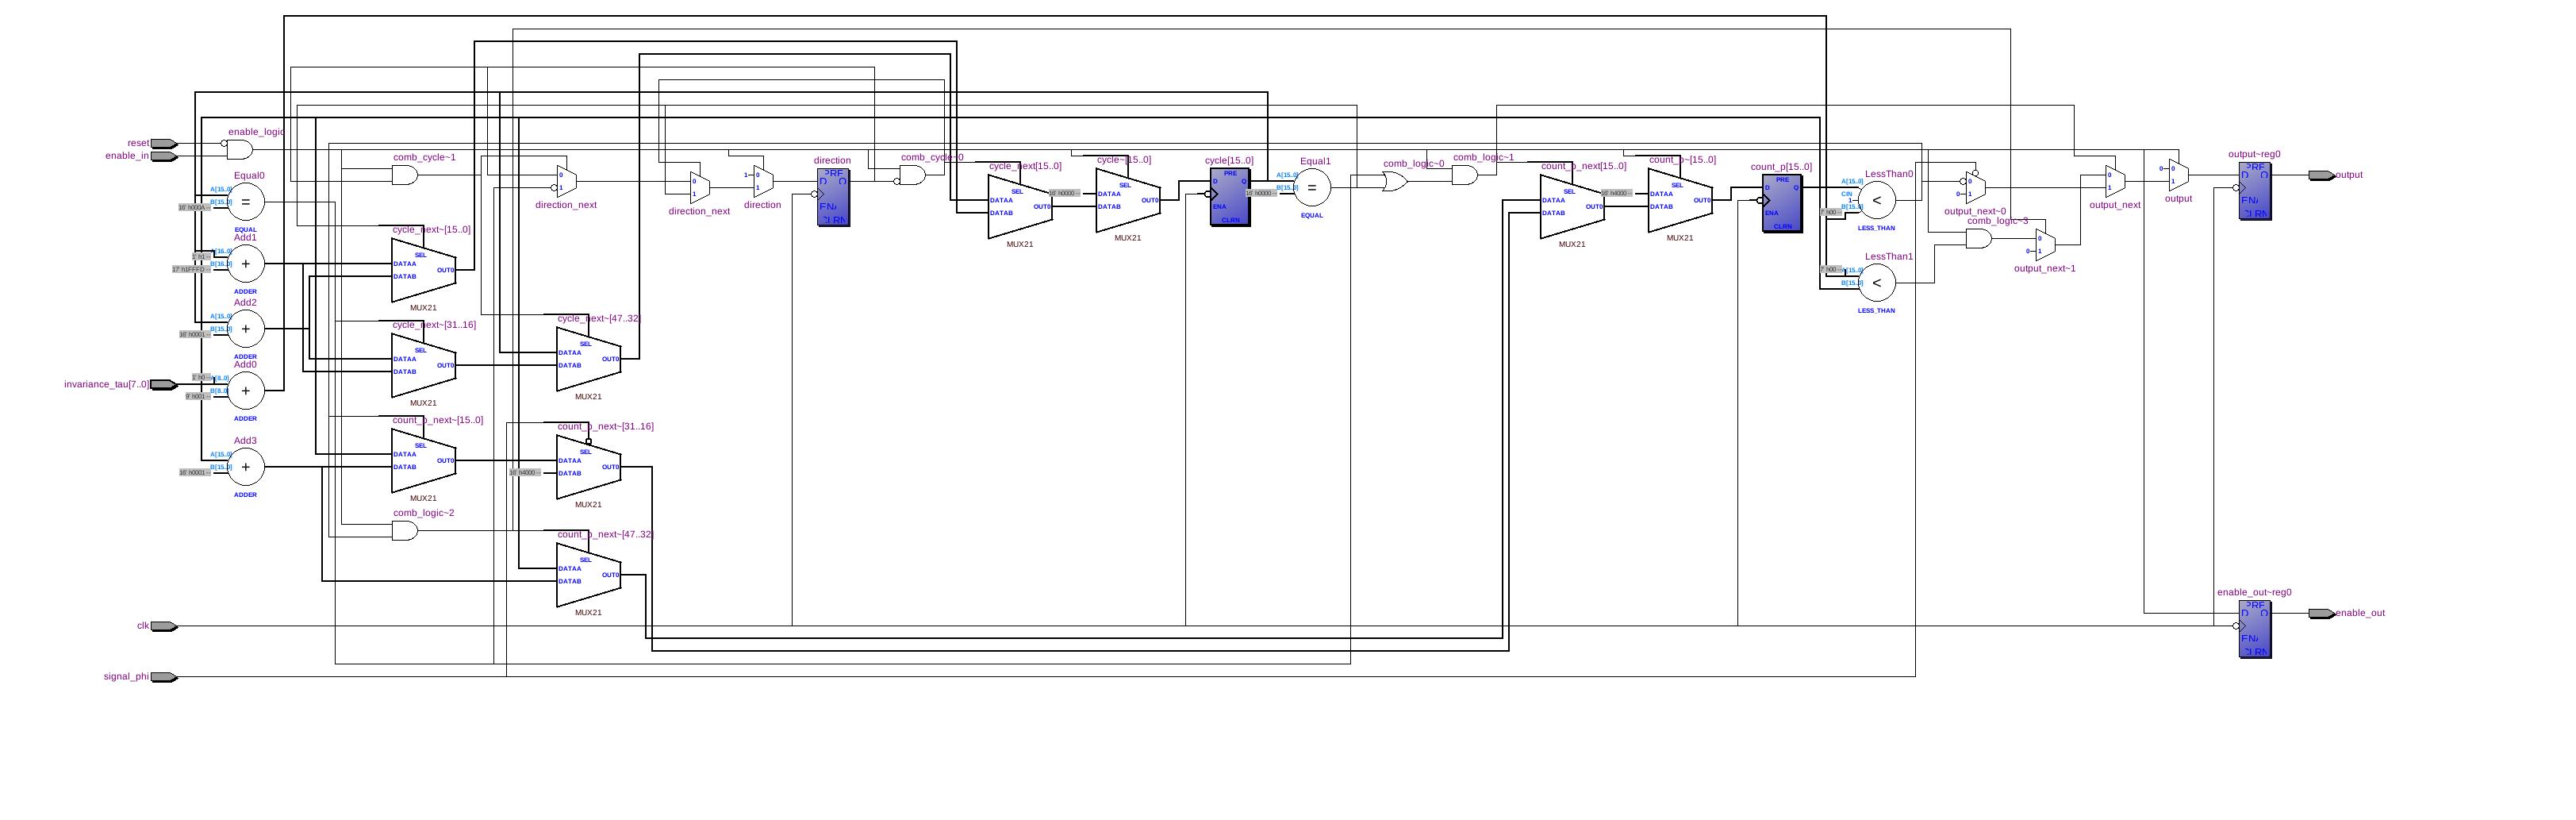 reset
enable_in
enable_logic
Equal0
A[15..0]
B[15..0]
=
EQUAL
Add1
+
ADDER
Add2
A[15..0]
B[15..0]
16' h0001--
+
ADDER
Add0
invariance_tau[7..0]
B[8..0]
9' h001--
+
ADDER
Add3
A[15..0]
B[15..0]
16' h0001--
+
ADDER
clk
signal_phi
comb_cycle~1
cycle_next~[15..0]
SEL
DATAA
DATAB
OUT0
MUX21
cycle_next~[31..16]
SEL
DATAA
DATAB
OUT0
MUX21
count_p_next~[15..0]
SEL
DATAA
DATAB
OUT0
MUX21
comb_logic~2
0
1
direction_next
cycle_next~[47..32]
SEL
DATAA
DATAB
OUT0
MUX21
count_p_next~[31..16]
SEL
DATAA
16' h4000--
DATAB
OUT0
MUX21
count_p_next~[47..32]
SEL
DATAA
DATAB
OUT0
MUX21
0
1
direction_next
1
0
1
direction
direction
PRE
D
Q
ENA
CLRN
comb_cycle~0
cycle_next[15..0]
SEL
DATAA
DATAB
OUT0
MUX21
cycle~[15..0]
SEL
16' h0000--
DATAA
DATAB
OUT0
MUX21
cycle[15..0]
PRE
D
Q
ENA
CLRN
Equal1
A[15..0]
16' h0000--
B[15..0]
=
EQUAL
comb_logic~0
comb_logic~1
count_p_next[15..0]
SEL
DATAA
DATAB
OUT0
MUX21
count_p~[15..0]
SEL
16' h4000--
DATAA
DATAB
OUT0
MUX21
count_p[15..0]
PRE
D
Q
ENA
CLRN
LessThan0
A[15..0]
CIN
1
B[15..0]
<
LESS_THAN
LessThan1
A[15..0]
B[15..0]
<
LESS_THAN
0
0
1
output_next~0
comb_logic~3
0
0
1
output_next~1
0
1
output_next
0
0
1
output
output~reg0
PRE
D
Q
ENA
CLRN
output
enable_out~reg0
PRE
D
Q
ENA
CLRN
enable_out